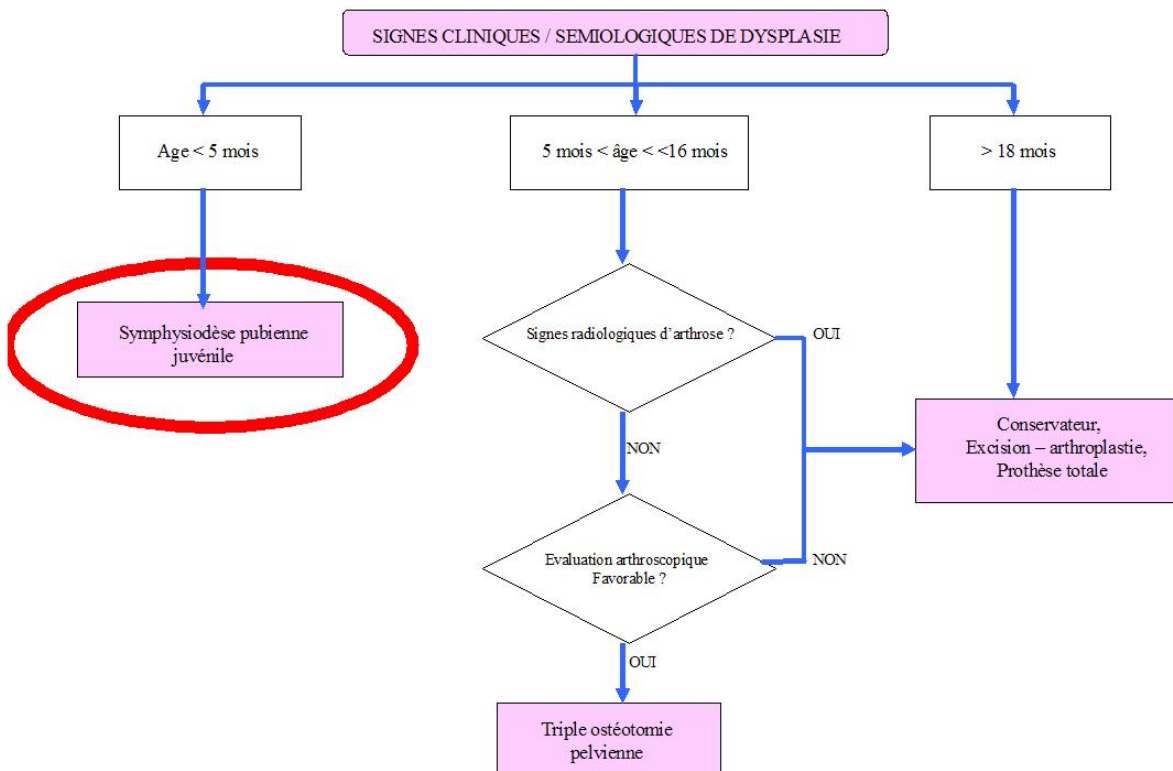 SIGNES CLINIQUES / SEMIOLOGIQUES DE DYSPLASIE
Age < 5 mois
5 mois < âge < <16 mois
> 18 mois
Symphysiodèse pubienne
juvénile
Signes radiologiques d’arthrose ?
OUI
NON
Conservateur,
Excision – arthroplastie,
Prothèse totale
Evaluation arthroscopique
Favorable ?
NON
OUI
Triple ostéotomie
pelvienne